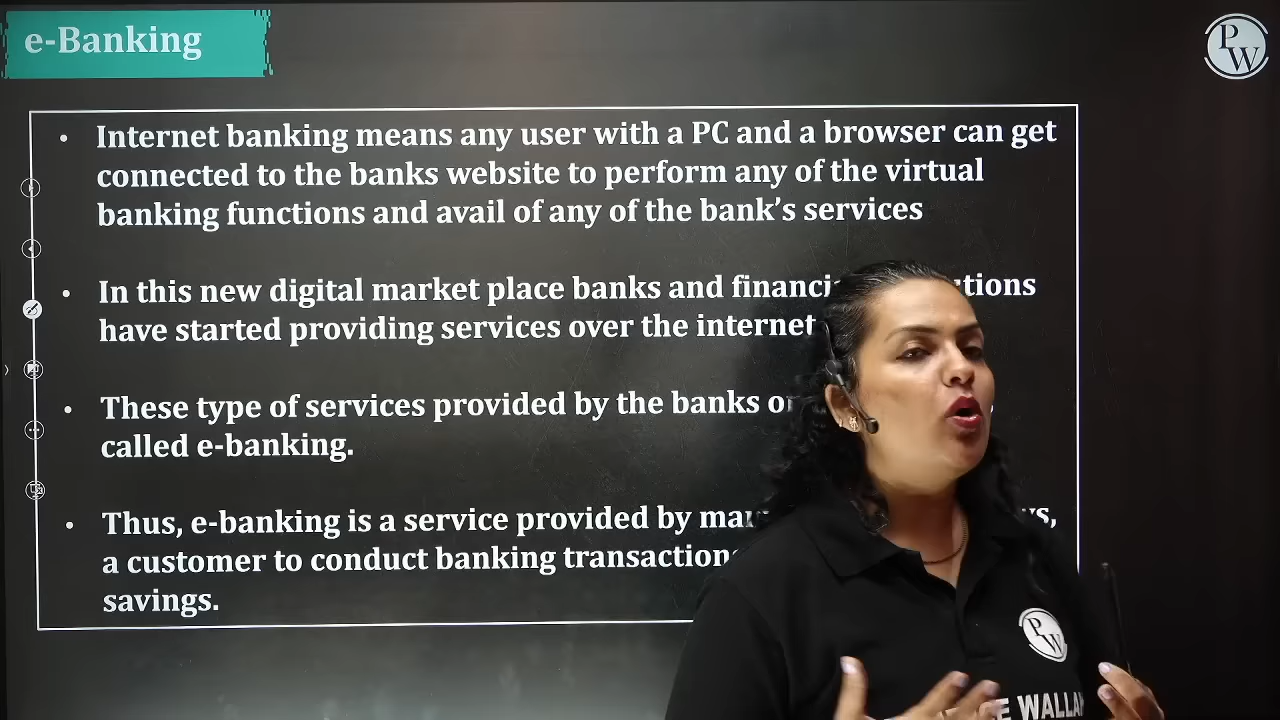 e-Banking
PW
• Internet banking means any user with a PC and a browser can get
connected to the banks website to perform any of the virtual
banking functions and avail of any of the bank's services
• In this new digital market place banks and
have started providing services over the internet
• These type of services provided by the banks
called e-banking.
• Thus, e-banking is a service provided by
a customer to conduct banking
savings.
PW
WALLAH